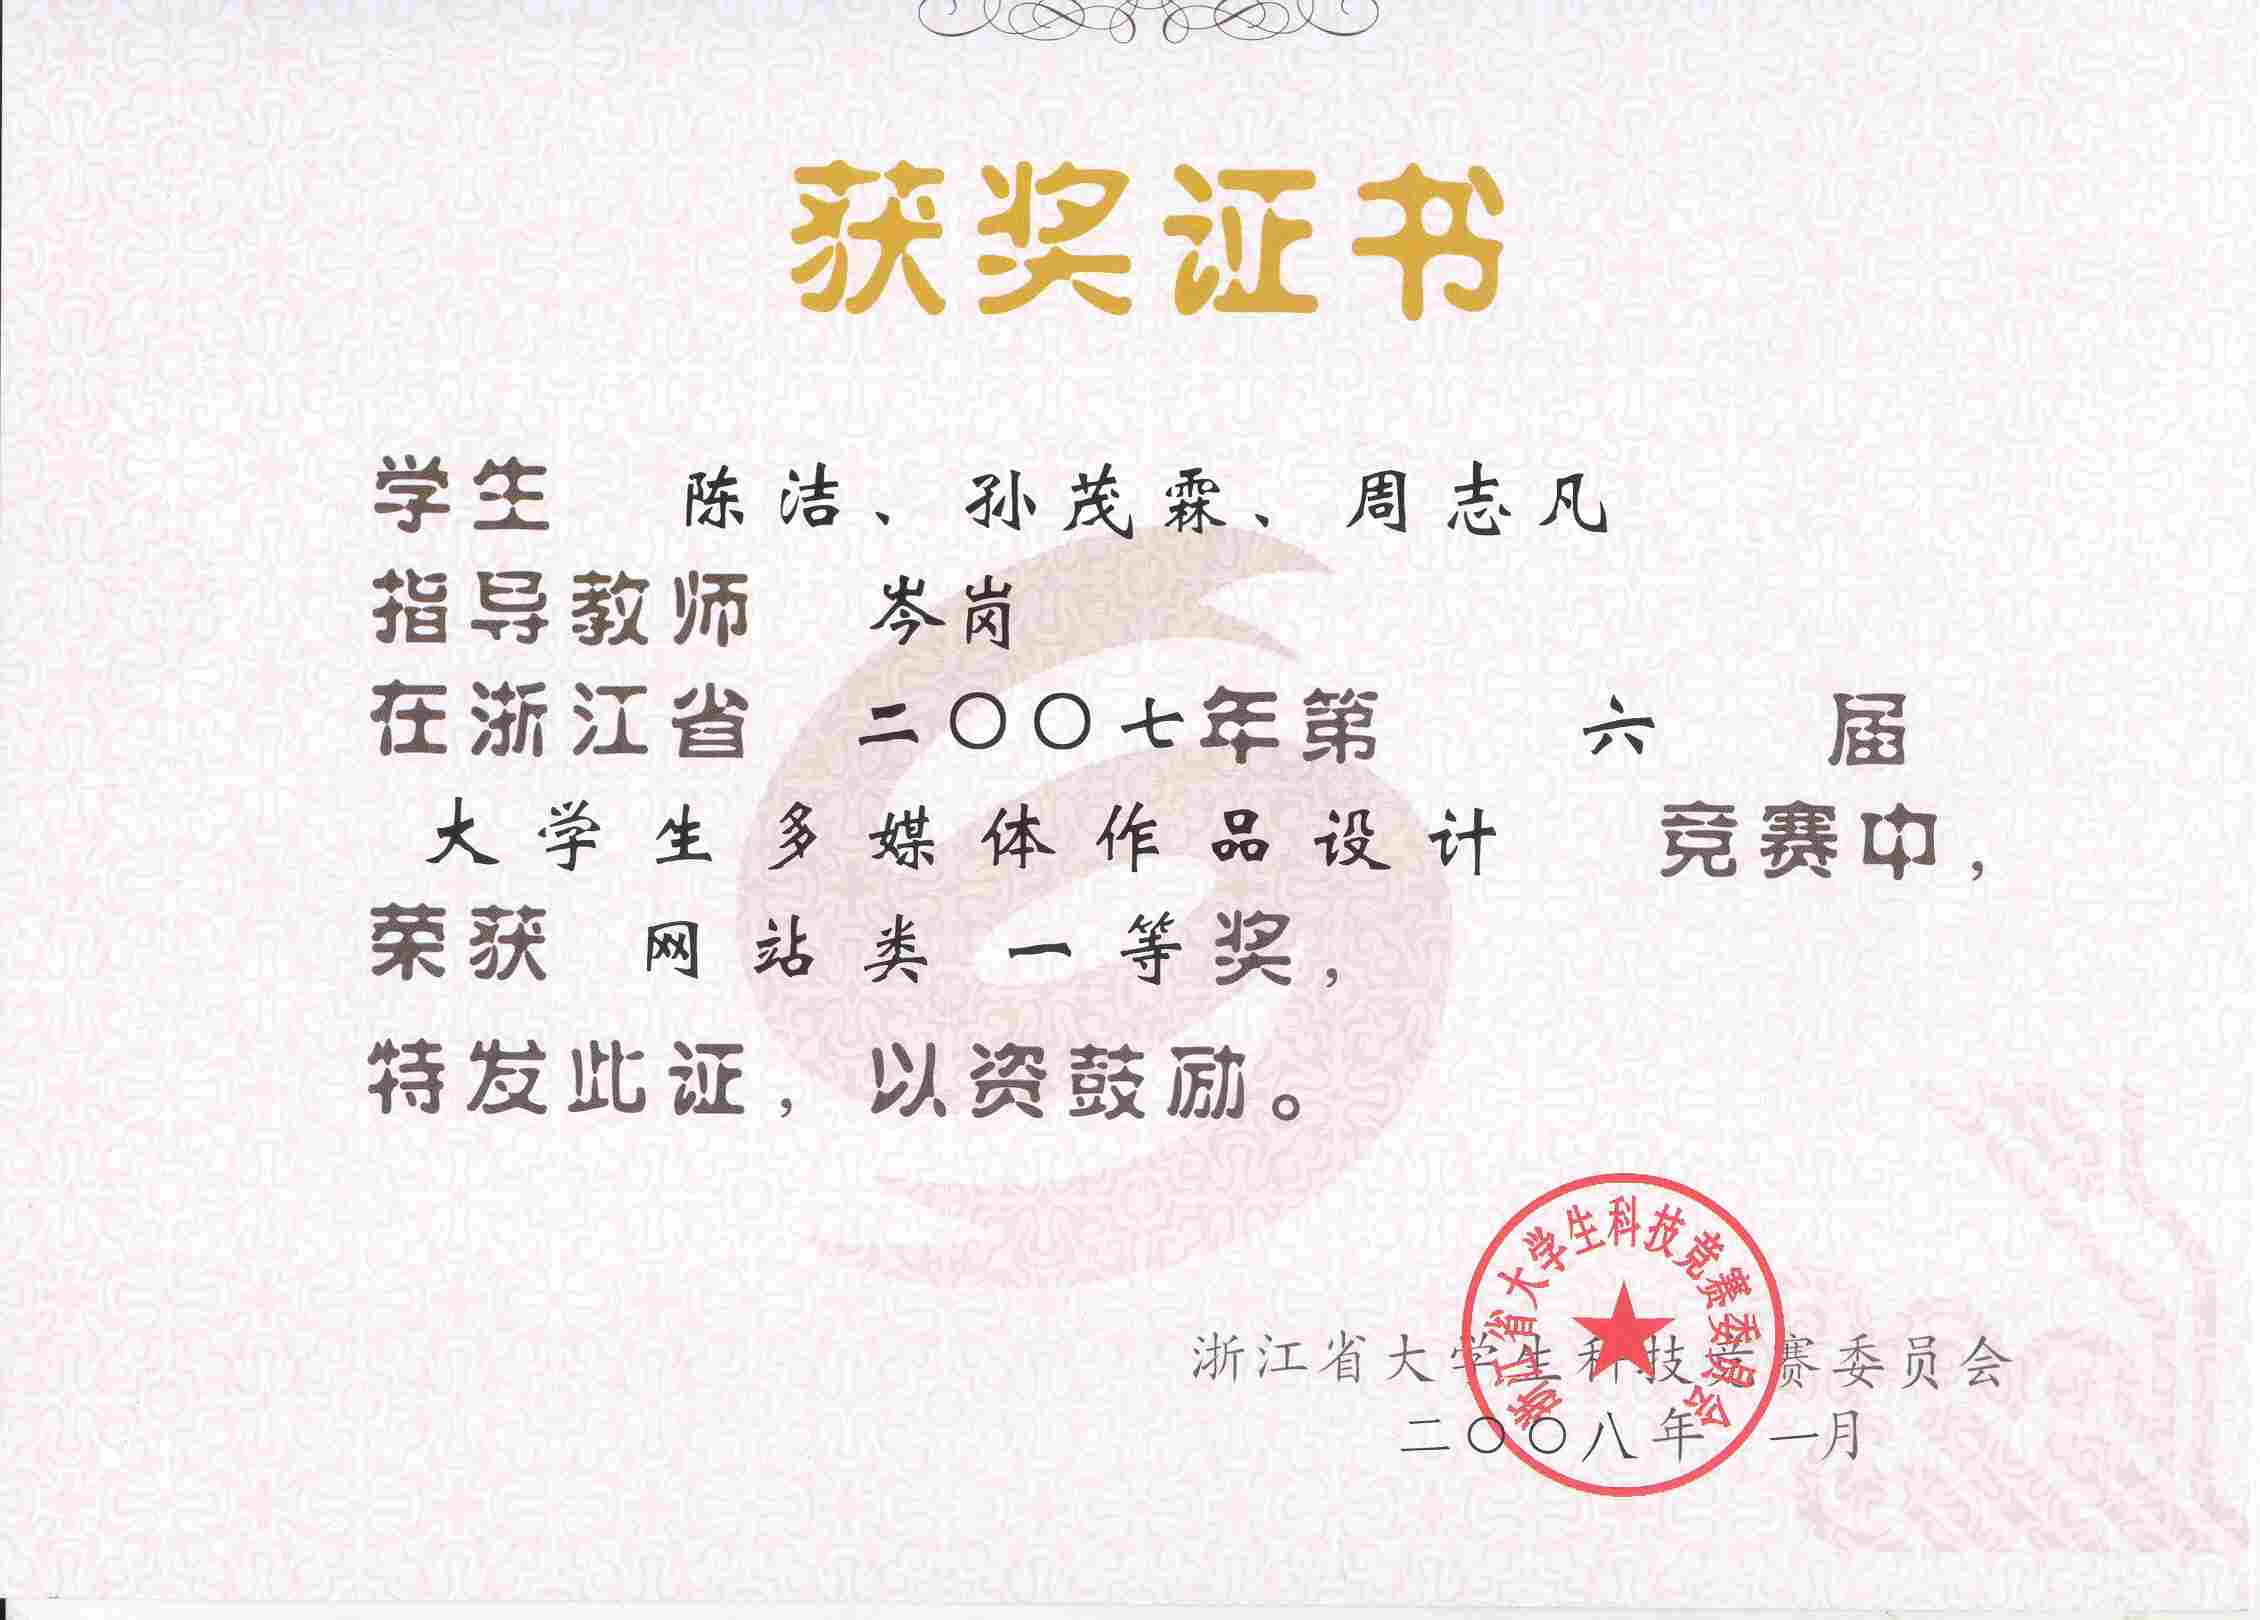 获奖证书
学生 陈洁、孙茂霖、周志凡
指导教师 岑岗
在浙江省 二〇〇七年第 六 届
大学生多媒体作品设计 竞赛中，
荣获 网站类一等奖，
特发此证，以资鼓励。
浙江省大学生科技竞赛委员会
浙江省大学生科技竞赛委员会
二〇〇八年 一月